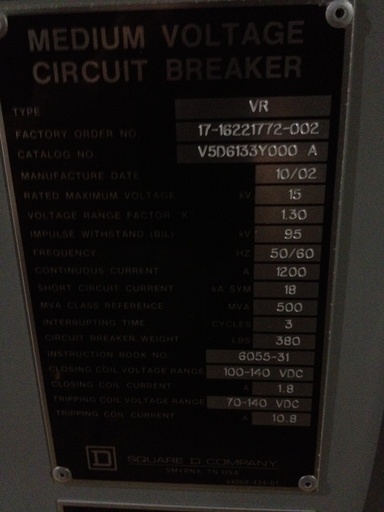 MEDIUM VOLTAGE
CIRCUIT BREAKER
TYPE VR
FACTORY ORDER NO. 17-16221772-002
CATALOG NO. V5D6133Y000 A
MANUFACTURE DATE 10/02
RATED MAXIMUM VOLTAGE kV 15
VOLTAGE RANGE FACTOR K 1.30
IMPULSE WITHSTAND (BIL) kV 95
FREQUENCY HZ 50/60
CONTINUOUS CURRENT A 1200
SHORT CIRCUIT CURRENT kA SYM 18
MVA CLASS REFERENCE MVA 500
INTERRUPTING TIME CYCLES 3
CIRCUIT BREAKER WEIGHT LBS 380
INSTRUCTION BOOK NO. 6055-31
CLOSING COIL VOLTAGE RANGE 100-140 VDC
CLOSING COIL CURRENT A 1.8
TRIPPING COIL VOLTAGE RANGE 70-140 VDC
TRIPPING COIL CURRENT A 10.8
D SQUARE D COMPANY
SMYRNA, TN USA